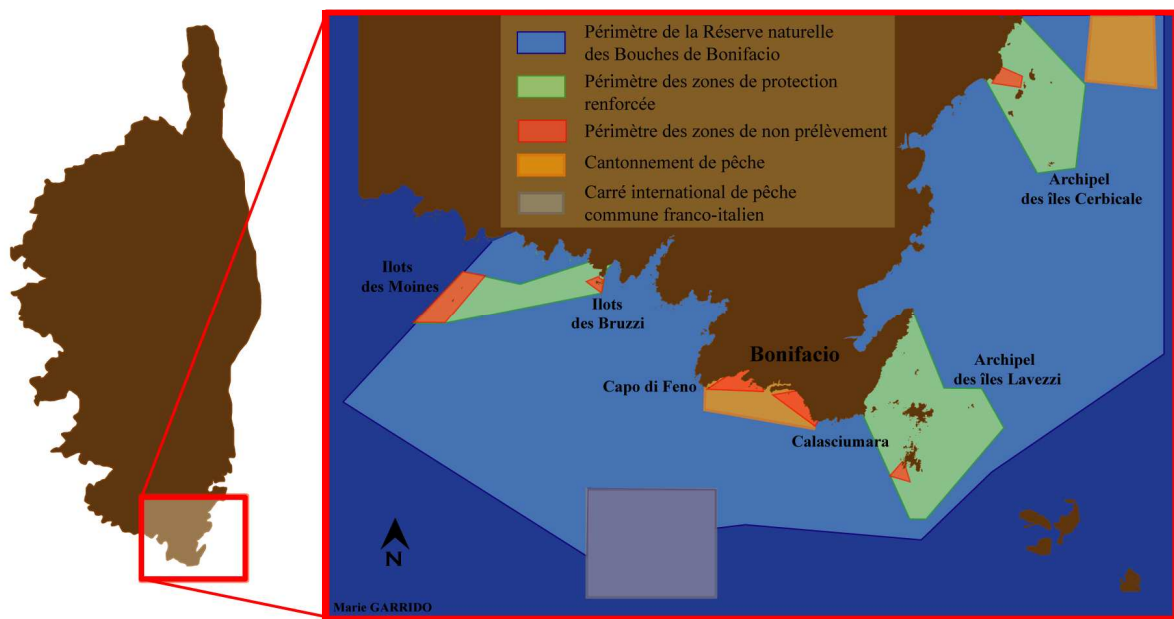 Périmètre de la Réserve naturelle
des Bouches de Bonifacio
Périmètre des zones de protection
renforcée
Périmètre des zones de non prélèvement
Cantonnement de pêche
Carré international de pêche
commune franco-italien
Archipel
des îles Cerbicale
Ilots
des Moines
Ilots
des Bruzzi
Bonifacio
Archipel
des îles Lavezzi
Capo di Feno
Calasciumara
N
Marie GARRIDO